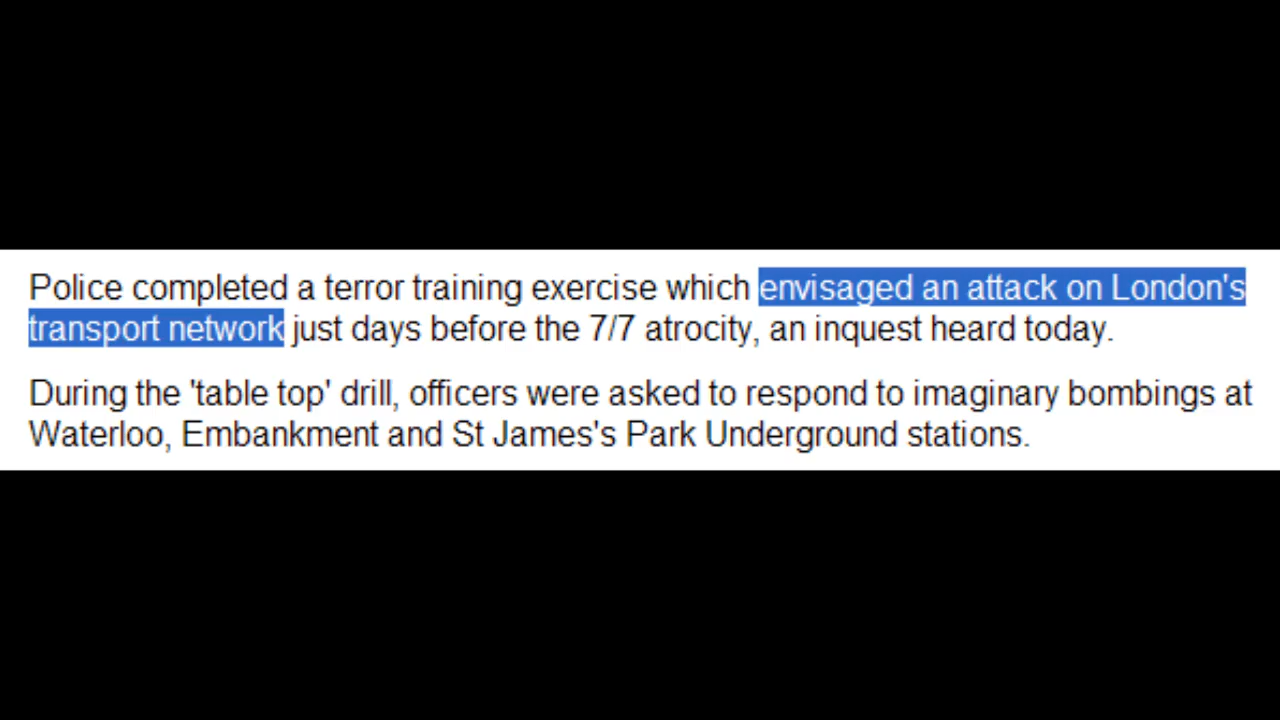 Police completed a terror training exercise which envisaged an attack on London's
transport network just days before the 7/7 atrocity, an inquest heard today.
During the 'table top' drill, officers were asked to respond to imaginary bombings at
Waterloo, Embankment and St James's Park Underground stations.